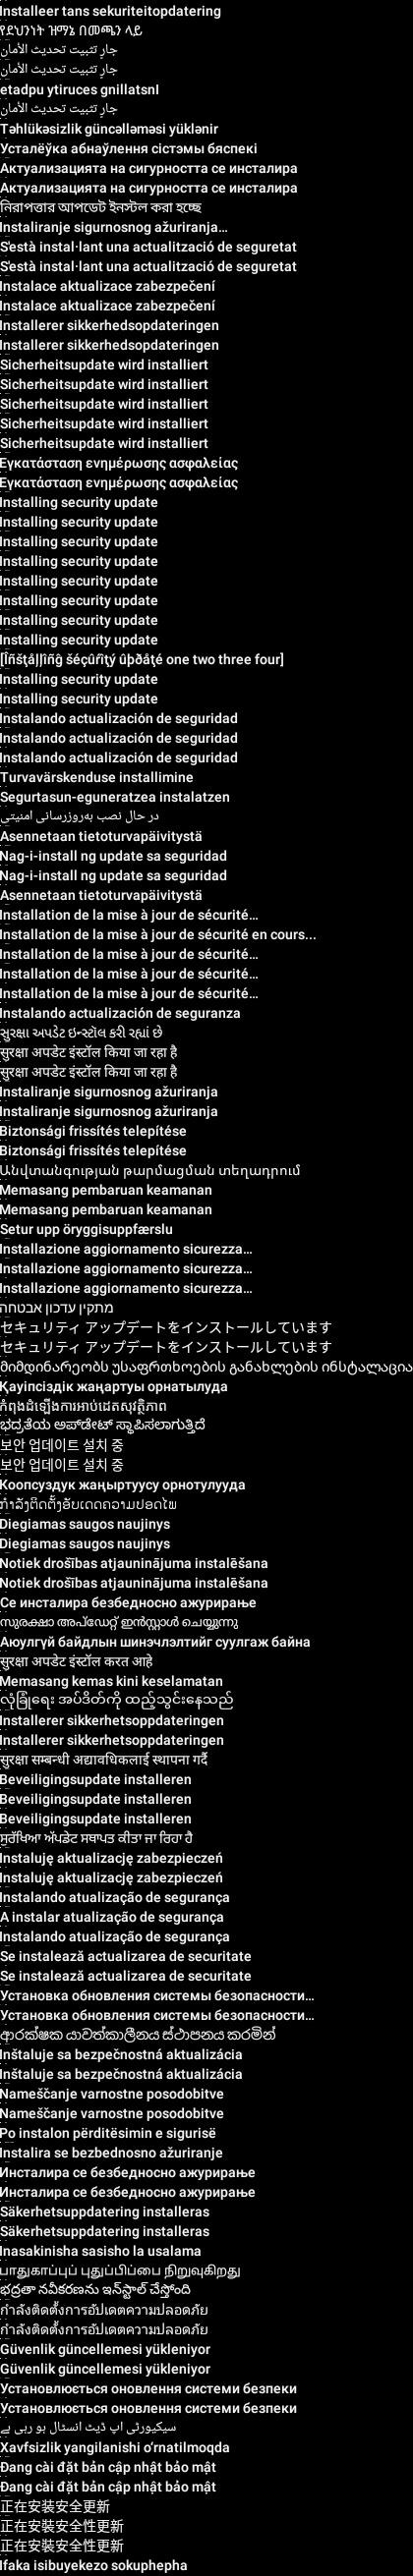 Installeer tans sekuriteitopdatering
የደህንነት ዝማኔ በመጫን ላይ
جارٍ تثبيت تحديث الأمان
جارٍ تثبيت تحديث الأمان
etadpu ytiruces gnillatsnI
جارٍ تثبيت تحديث الأمان
Təhlükəsizlik güncəlləməsi yüklənir
Усталёўка абнаўлення сістэмы бяспекі
Актуализацията на сигурността се инсталира
Актуализацията на сигурността се инсталира
নিরাপত্তার আপডেট ইনস্টল করা হচ্ছে
Instaliranje sigurnosnog ažuriranja…
S'està instal·lant una actualització de seguretat
S'està instal·lant una actualització de seguretat
Instalace aktualizace zabezpečení
Instalace aktualizace zabezpečení
Installerer sikkerhedsopdateringen
Installerer sikkerhedsopdateringen
Sicherheitsupdate wird installiert
Sicherheitsupdate wird installiert
Sicherheitsupdate wird installiert
Sicherheitsupdate wird installiert
Sicherheitsupdate wird installiert
Εγκατάσταση ενημέρωσης ασφαλείας
Εγκατάσταση ενημέρωσης ασφαλείας
Installing security update
Installing security update
Installing security update
Installing security update
Installing security update
Installing security update
Installing security update
Installing security update
[Îñšţåļļîñĝ šéçûŕîţý ûþðåţé one two three four]
Installing security update
Installing security update
Instalando actualización de seguridad
Instalando actualización de seguridad
Instalando actualización de seguridad
Turvavärskenduse installimine
Segurtasun-eguneratzea instalatzen
در حال نصب به‌روزرسانی امنیتی
Asennetaan tietoturvapäivitystä
Nag-i-install ng update sa seguridad
Nag-i-install ng update sa seguridad
Asennetaan tietoturvapäivitystä
Installation de la mise à jour de sécurité…
Installation de la mise à jour de sécurité en cours...
Installation de la mise à jour de sécurité…
Installation de la mise à jour de sécurité…
Installation de la mise à jour de sécurité…
Instalando actualización de seguranza
સુરક્ષા અપડેટ ઇન્સ્ટૉલ કરી રહ્યાં છે
सुरक्षा अपडेट इंस्टॉल किया जा रहा है
सुरक्षा अपडेट इंस्टॉल किया जा रहा है
Instaliranje sigurnosnog ažuriranja
Instaliranje sigurnosnog ažuriranja
Biztonsági frissítés telepítése
Biztonsági frissítés telepítése
Անվտանգության թարմացման տեղադրում
Memasang pembaruan keamanan
Memasang pembaruan keamanan
Setur upp öryggisuppfærslu
Installazione aggiornamento sicurezza…
Installazione aggiornamento sicurezza…
Installazione aggiornamento sicurezza…
מתקין עדכון אבטחה
セキュリティ アップデートをインストールしています
セキュリティ アップデートをインストールしています
მიმდინარეობს უსაფრთხოების განახლების ინსტალაცია
Қауіпсіздік жаңартуы орнатылуда
កំពុងដំឡើងការអាប់ដេតសុវត្ថិភាព
ಭದ್ರತೆಯ ಅಪ್‌ಡೇಟ್‌ ಸ್ಥಾಪಿಸಲಾಗುತ್ತಿದೆ
보안 업데이트 설치 중
보안 업데이트 설치 중
Коопсуздук жаңыртуусу орнотулууда
ກຳລັງຕິດຕັ້ງອັບເດດຄວາມປອດໄພ
Diegiamas saugos naujinys
Diegiamas saugos naujinys
Notiek drošības atjauninājuma instalēšana
Notiek drošības atjauninājuma instalēšana
Се инсталира безбедносно ажурирање
സുരക്ഷാ അപ്ഡേറ്റ് ഇൻസ്റ്റാൾ ചെയ്യുന്നു
Аюулгүй байдлын шинэчлэлтийг суулгаж байна
सुरक्षा अपडेट इंस्टॉल करत आहे
Memasang kemas kini keselamatan
လုံခြုံရေး အပ်ဒိတ်ကို ထည့်သွင်းနေသည်
Installerer sikkerhetsoppdateringen
Installerer sikkerhetsoppdateringen
सुरक्षा सम्बन्धी अद्यावधिकलाई स्थापना गर्दै
Beveiligingsupdate installeren
Beveiligingsupdate installeren
Beveiligingsupdate installeren
ਸੁਰੱਖਿਆ ਅੱਪਡੇਟ ਸਥਾਪਤ ਕੀਤਾ ਜਾ ਰਿਹਾ ਹੈ
Instaluję aktualizację zabezpieczeń
Instaluję aktualizację zabezpieczeń
Instalando atualização de segurança
A instalar atualização de segurança
Instalando atualização de segurança
Se instalează actualizarea de securitate
Se instalează actualizarea de securitate
Установка обновления системы безопасности…
Установка обновления системы безопасности…
ආරක්ෂක යාවත්කාලීනය ස්ථාපනය කරමින්
Inštaluje sa bezpečnostná aktualizácia
Inštaluje sa bezpečnostná aktualizácia
Nameščanje varnostne posodobitve
Nameščanje varnostne posodobitve
Po instalon përditësimin e sigurisë
Instalira se bezbednosno ažuriranje
Инсталира се безбедносно ажурирање
Инсталира се безбедносно ажурирање
Säkerhetsuppdatering installeras
Säkerhetsuppdatering installeras
Inasakinisha sasisho la usalama
பாதுகாப்புப் புதுப்பிப்பை நிறுவுகிறது
భద్రతా నవీకరణను ఇన్‌స్టాల్ చేస్తోంది
กำลังติดตั้งการอัปเดตความปลอดภัย
กำลังติดตั้งการอัปเดตความปลอดภัย
Güvenlik güncellemesi yükleniyor
Güvenlik güncellemesi yükleniyor
Установлюється оновлення системи безпеки
Установлюється оновлення системи безпеки
سیکیورٹی اپ ڈیٹ انسٹال ہو رہی ہے
Xavfsizlik yangilanishi o‘rnatilmoqda
Đang cài đặt bản cập nhật bảo mật
Đang cài đặt bản cập nhật bảo mật
正在安装安全更新
正在安裝安全性更新
正在安裝安全性更新
Ifaka isibuyekezo sokuphepha